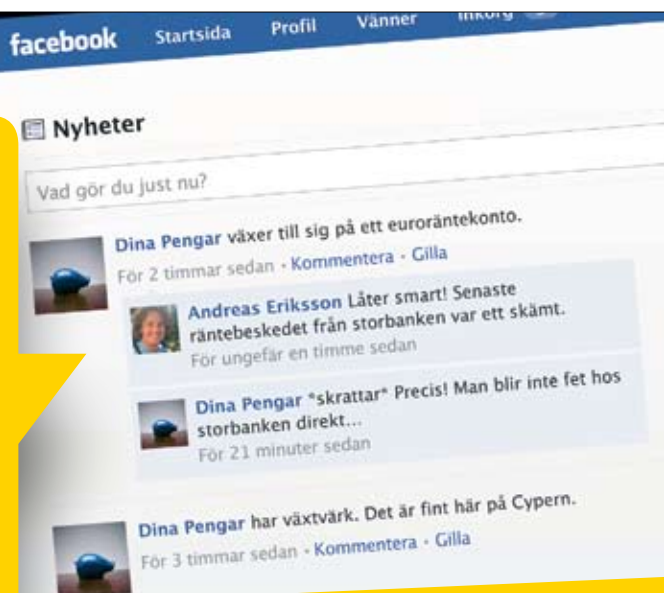 facebook Startsida Profil Vänner Inkorg
Nyheter
Vad gör du just nu?
Dina Pengar växer till sig på ett euroräntekonto.
För 2 timmar sedan · Kommentera · Gilla
Andreas Eriksson Låter smart! Senaste
räntebeskedet från storbanken var ett skämt.
För ungefär en timme sedan
Dina Pengar *skrattar* Precis! Man blir inte fet hos
storbanken direkt...
För 21 minuter sedan
Dina Pengar har växtvärk. Det är fint här på Cypern.
För 3 timmar sedan · Kommentera · Gilla